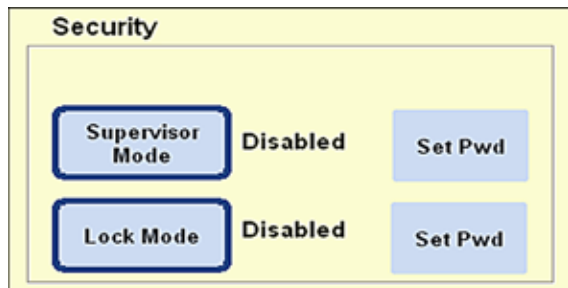 Security
Supervisor
Mode
Disabled
Set Pwd
Lock Mode
Disabled
Set Pwd